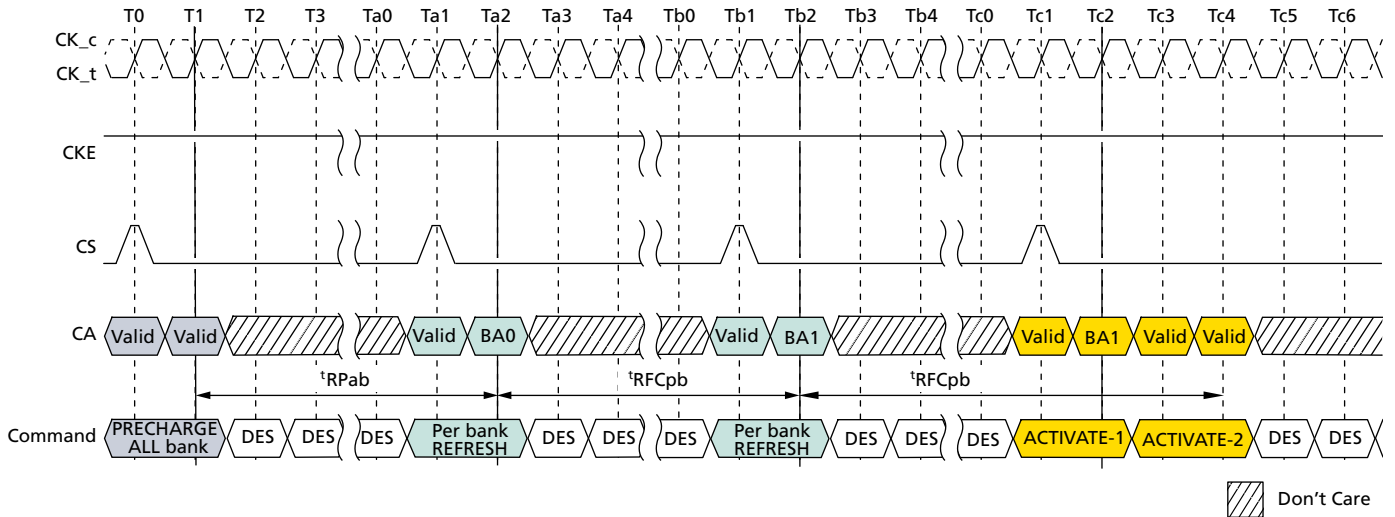 T0 T1 T2 T3 Ta0 Ta1 Ta2 Ta3 Ta4 Tb0 Tb1 Tb2 Tb3 Tb4 Tc0 Tc1 Tc2 Tc3 Tc4 Tc5 Tc6
CK_c
CK_t
CKE
CS
CA Valid Valid Valid BA0 Valid BA1 Valid BA1 Valid Valid
tRPab tRFCpb tRFCpb
Command PRECHARGE ALL bank DES DES DES Per bank REFRESH DES DES DES Per bank REFRESH DES DES DES ACTIVATE-1 ACTIVATE-2 DES DES
Don't Care